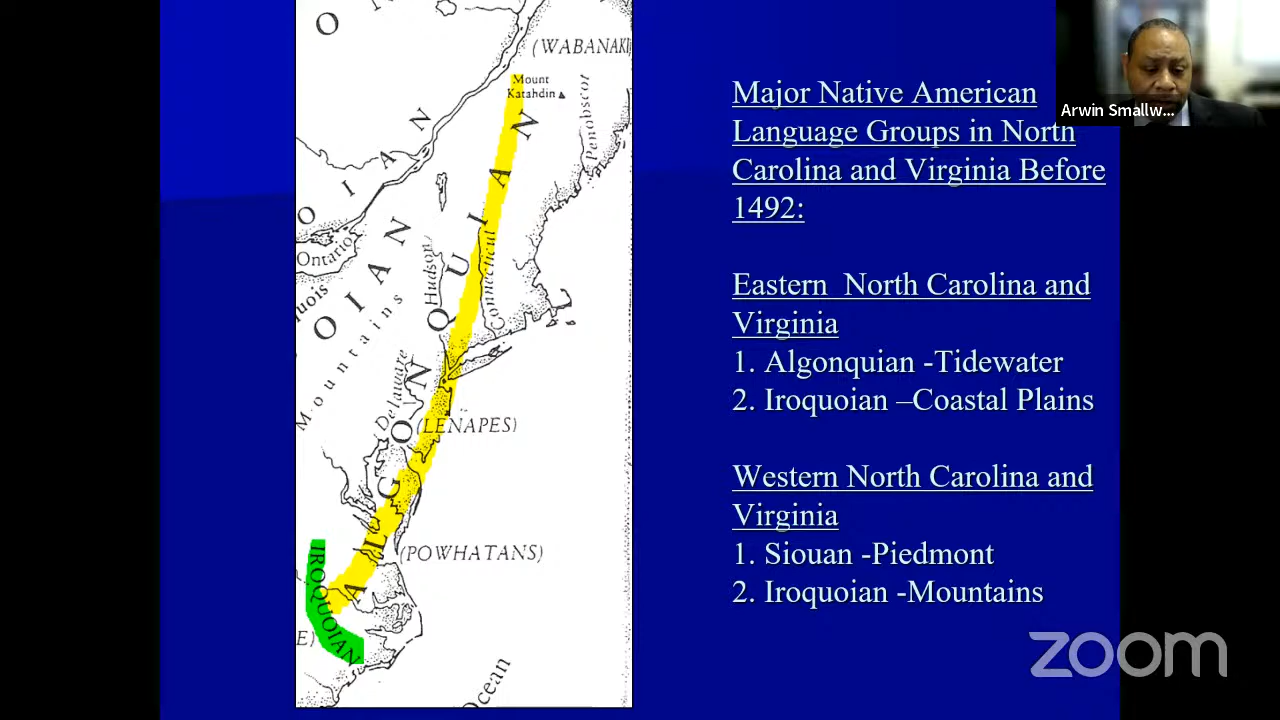 (WABANAKI
Mount
Katahdin
Penobscot
Ontario
Hudson
Connecticut
Mountains
Delaware
(LENAPES)
ALGONQUIAN
(POWHATANS)
IROQUOIAN
E)
Ocean
Major Native American
Language Groups in North
Carolina and Virginia Before
1492:
Eastern North Carolina and
Virginia
1. Algonquian -Tidewater
2. Iroquoian –Coastal Plains
Western North Carolina and
Virginia
1. Siouan -Piedmont
2. Iroquoian -Mountains
Arwin Smallw...
zoom